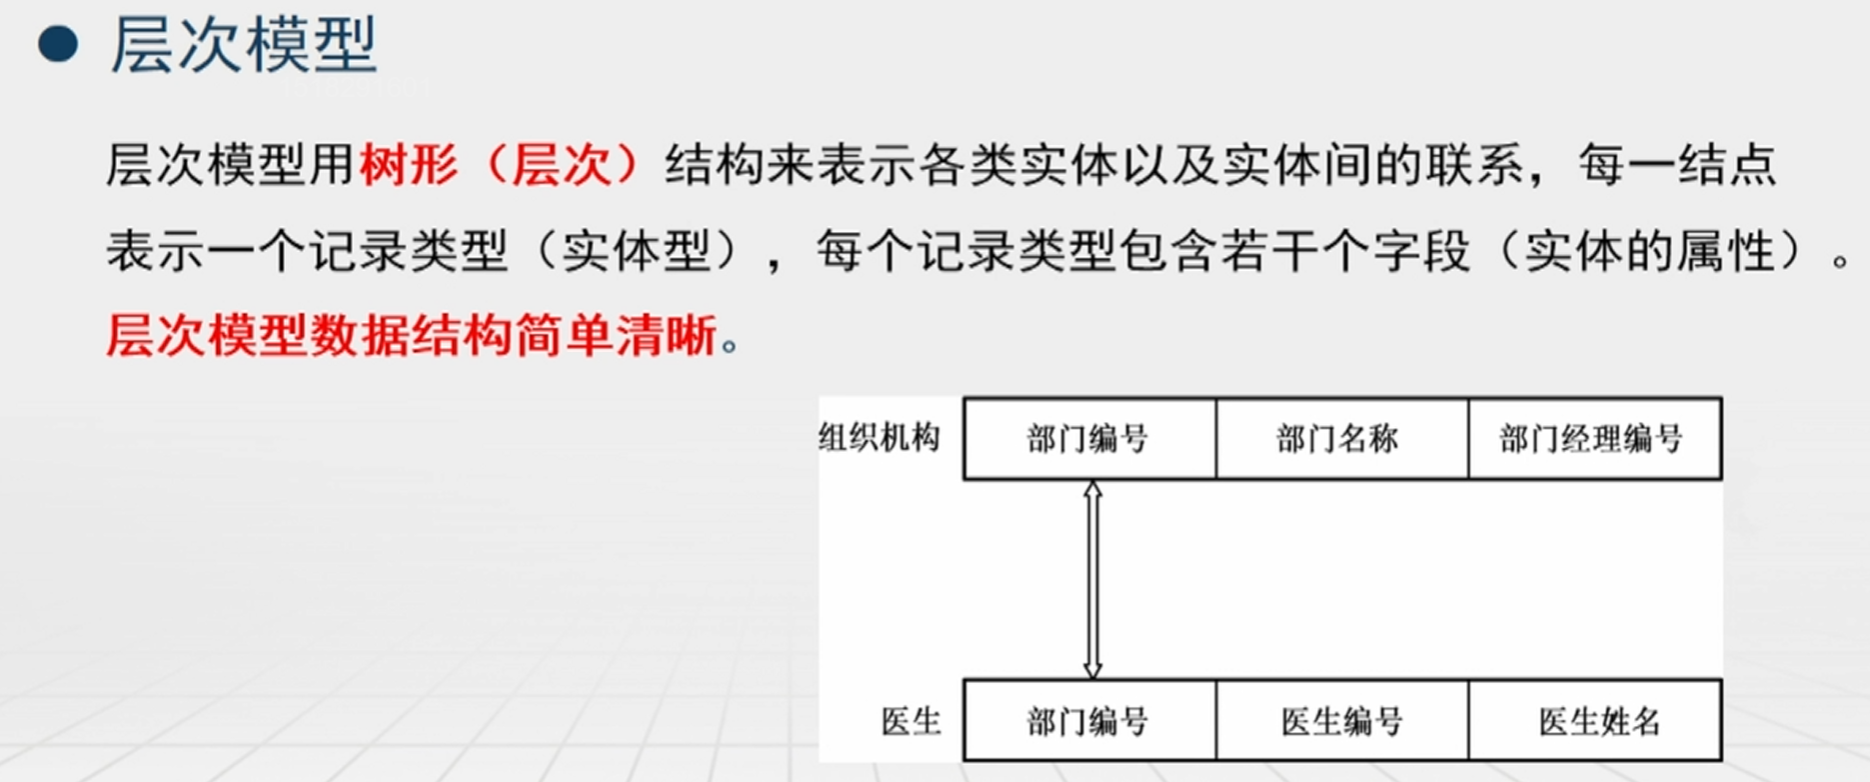 层次模型
层次模型用树形（层次）结构来表示各类实体以及实体间的联系，每一结点
表示一个记录类型（实体型），每个记录类型包含若干个字段（实体的属性）。
层次模型数据结构简单清晰。
组织机构 部门编号 部门名称 部门经理编号
医生 部门编号 医生编号 医生姓名